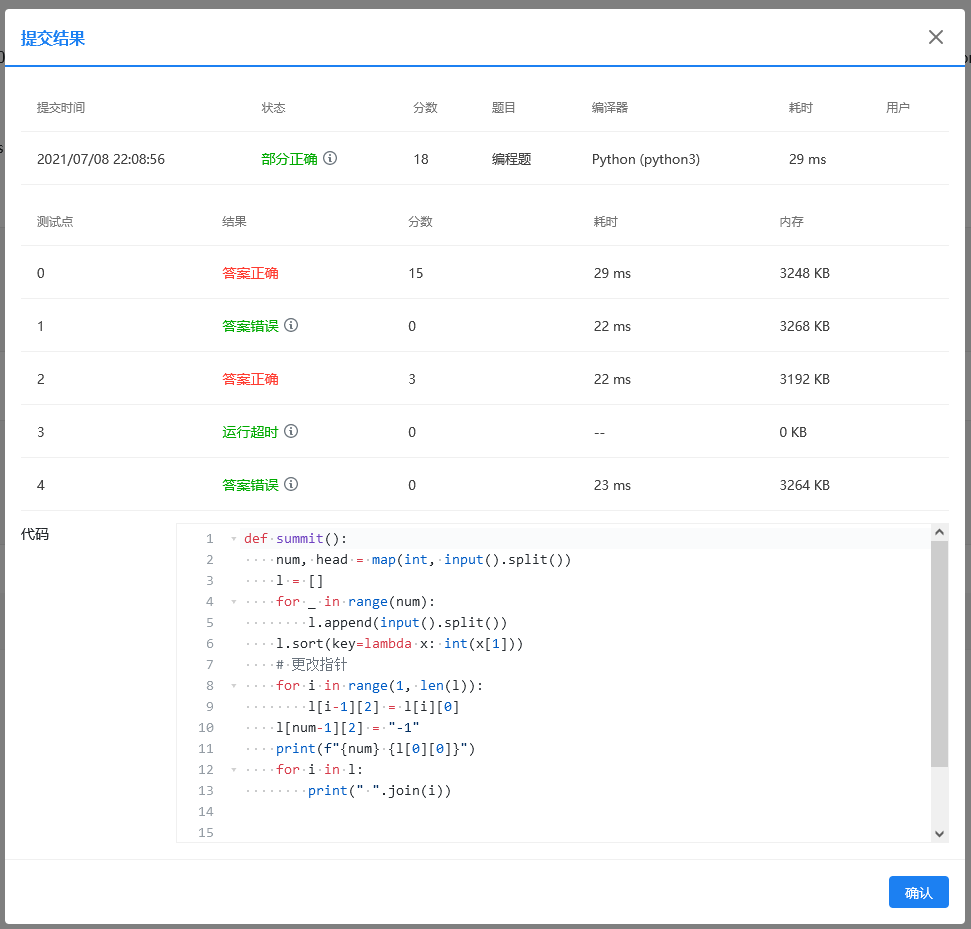 提交结果
提交时间 状态 分数 题目 编译器 耗时 用户
2021/07/08 22:08:56 部分正确 18 编程题 Python (python3) 29 ms
测试点 结果 分数 耗时 内存
0 答案正确 15 29 ms 3248 KB
1 答案错误 0 22 ms 3268 KB
2 答案正确 3 22 ms 3192 KB
3 运行超时 0 -- 0 KB
4 答案错误 0 23 ms 3264 KB
代码
1 def summit():
2     num, head = map(int, input().split())
3     l = []
4     for _ in range(num):
5         l.append(input().split())
6     l.sort(key=lambda x: int(x[1]))
7     # 更改指针
8     for i in range(1, len(l)):
9         l[i-1][2] = l[i][0]
10     l[num-1][2] = "-1"
11     print(f"{num} {l[0][0]}")
12     for i in l:
13         print(" ".join(i))
14
15
确认